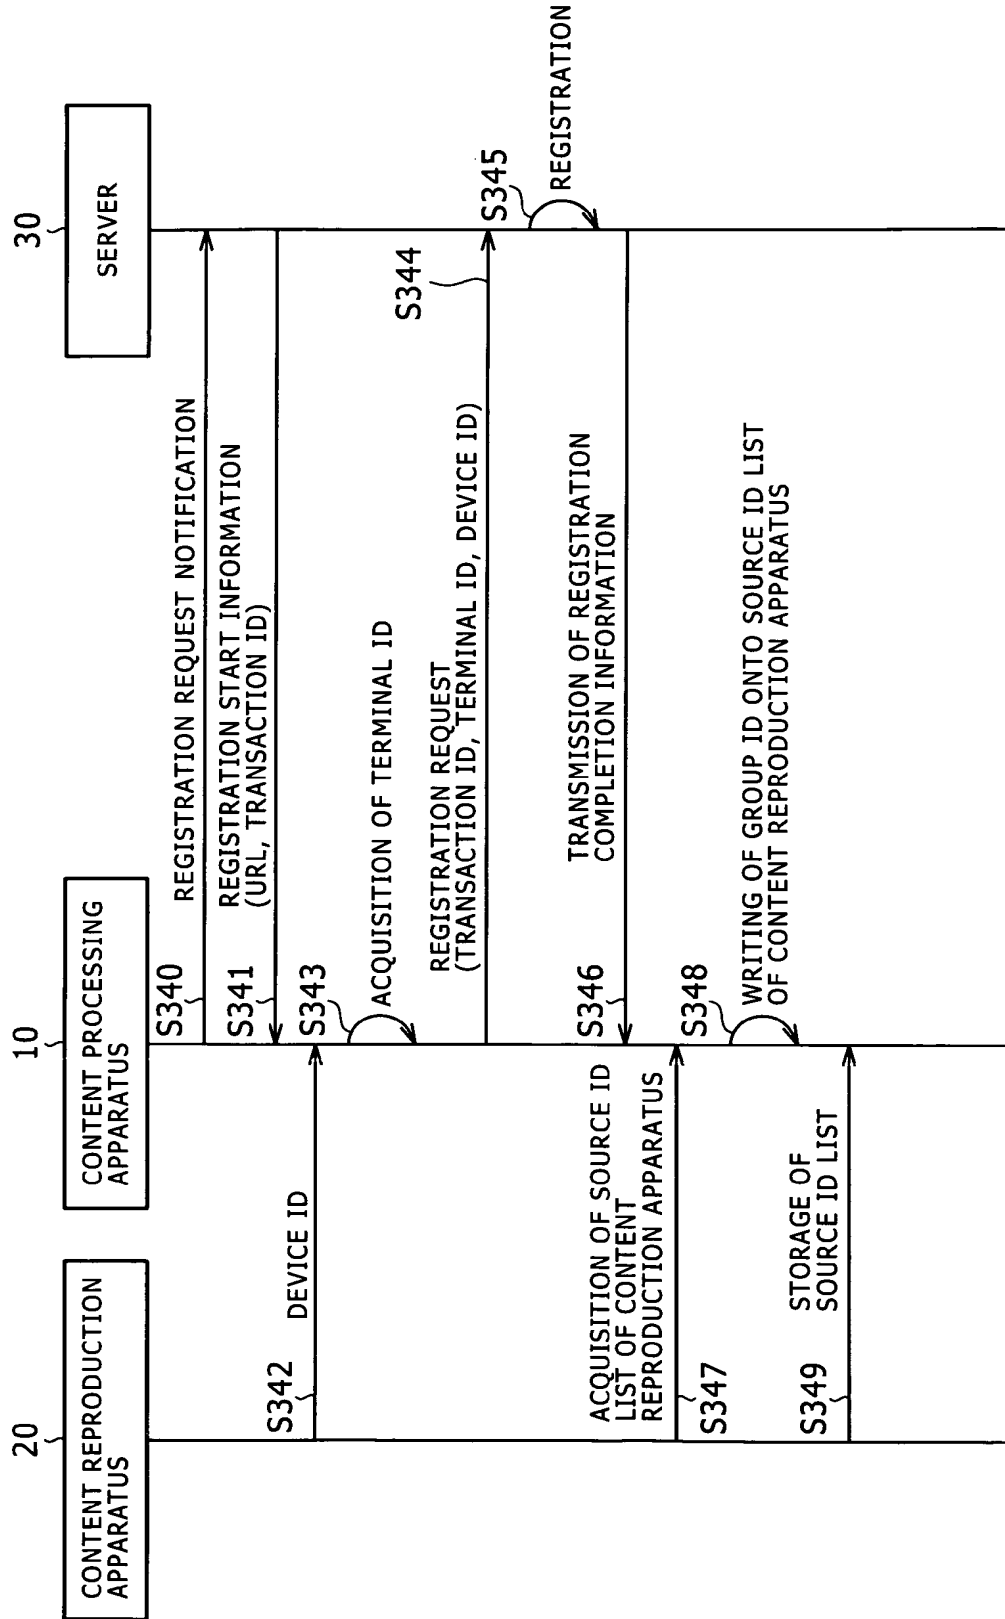 20
CONTENT REPRODUCTION
APPARATUS
10
CONTENT PROCESSING
APPARATUS
30
SERVER
S340
REGISTRATION REQUEST NOTIFICATION
S341
REGISTRATION START INFORMATION
(URL, TRANSACTION ID)
S342
DEVICE ID
S343
ACQUISITION OF TERMINAL ID
REGISTRATION REQUEST
(TRANSACTION ID, TERMINAL ID, DEVICE ID)
S344
S345
REGISTRATION
S346
TRANSMISSION OF REGISTRATION
COMPLETION INFORMATION
ACQUISITION OF SOURCE ID
LIST OF CONTENT
REPRODUCTION APPARATUS
S347
S348
WRITING OF GROUP ID ONTO SOURCE ID LIST
OF CONTENT REPRODUCTION APPARATUS
STORAGE OF
SOURCE ID LIST
S349